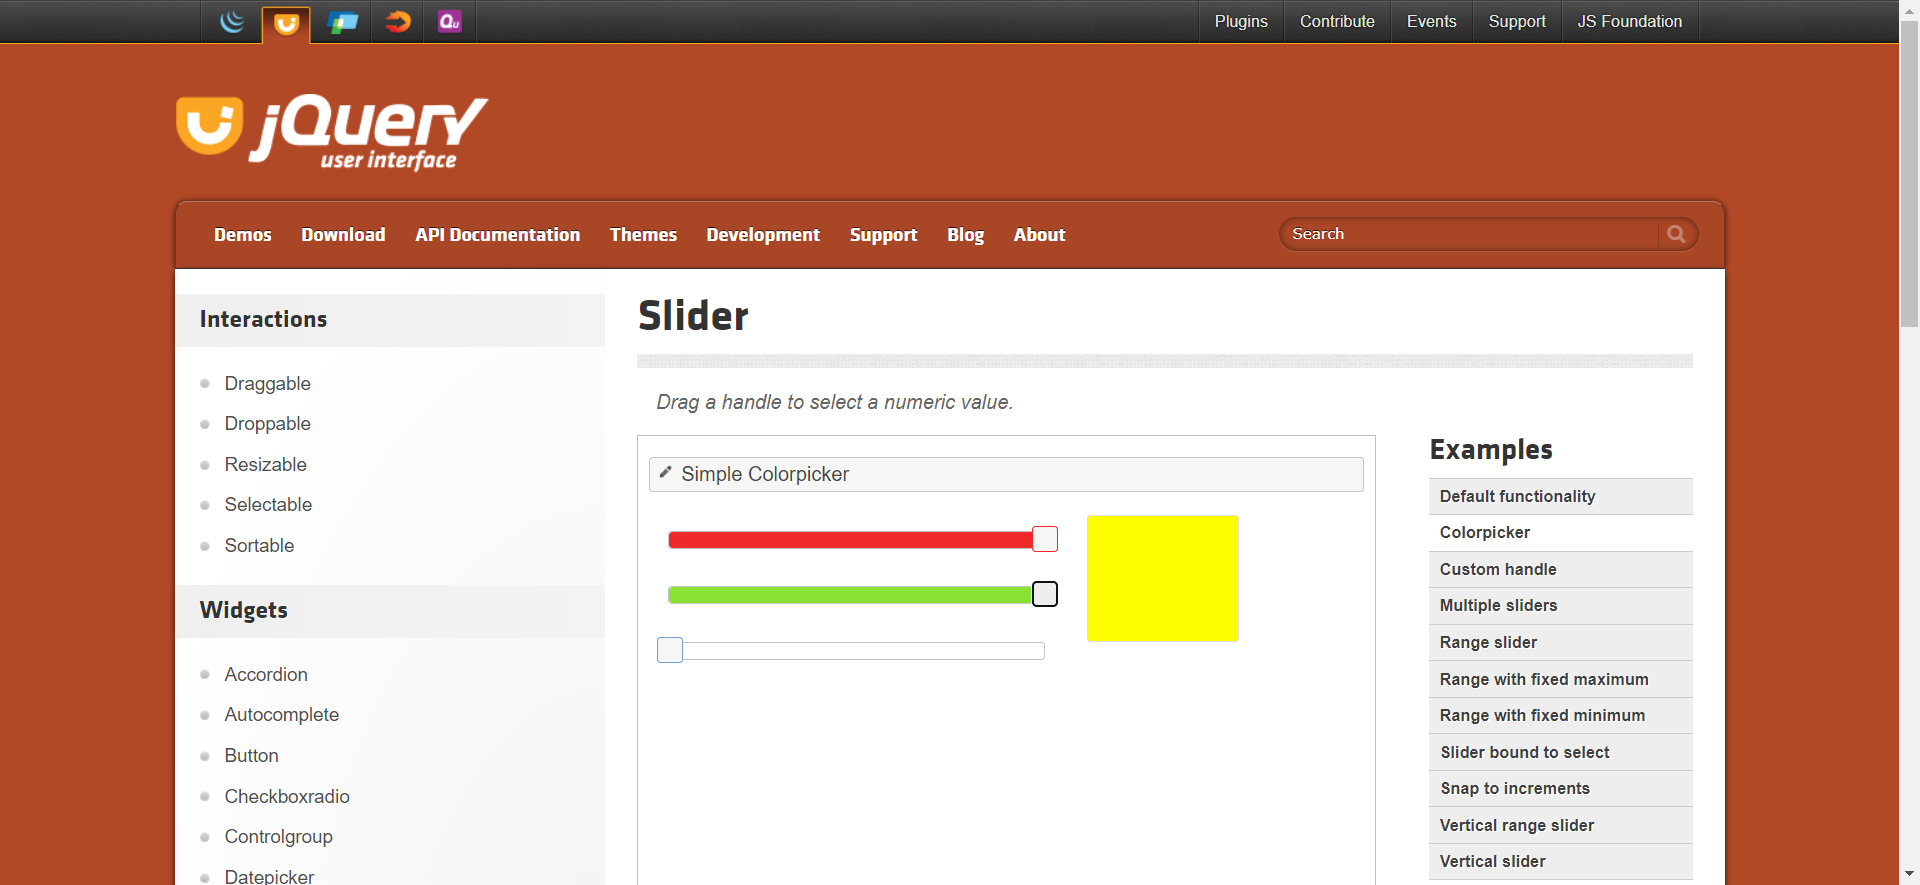 Qu
Plugins
Contribute
Events
Support
JS Foundation
jQuery
user interface
Demos
Download
API Documentation
Themes
Development
Support
Blog
About
Search
Interactions
Draggable
Droppable
Resizable
Selectable
Sortable
Widgets
Accordion
Autocomplete
Button
Checkboxradio
Controlgroup
Datepicker
Slider
Drag a handle to select a numeric value.
Simple Colorpicker
Examples
Default functionality
Colorpicker
Custom handle
Multiple sliders
Range slider
Range with fixed maximum
Range with fixed minimum
Slider bound to select
Snap to increments
Vertical range slider
Vertical slider